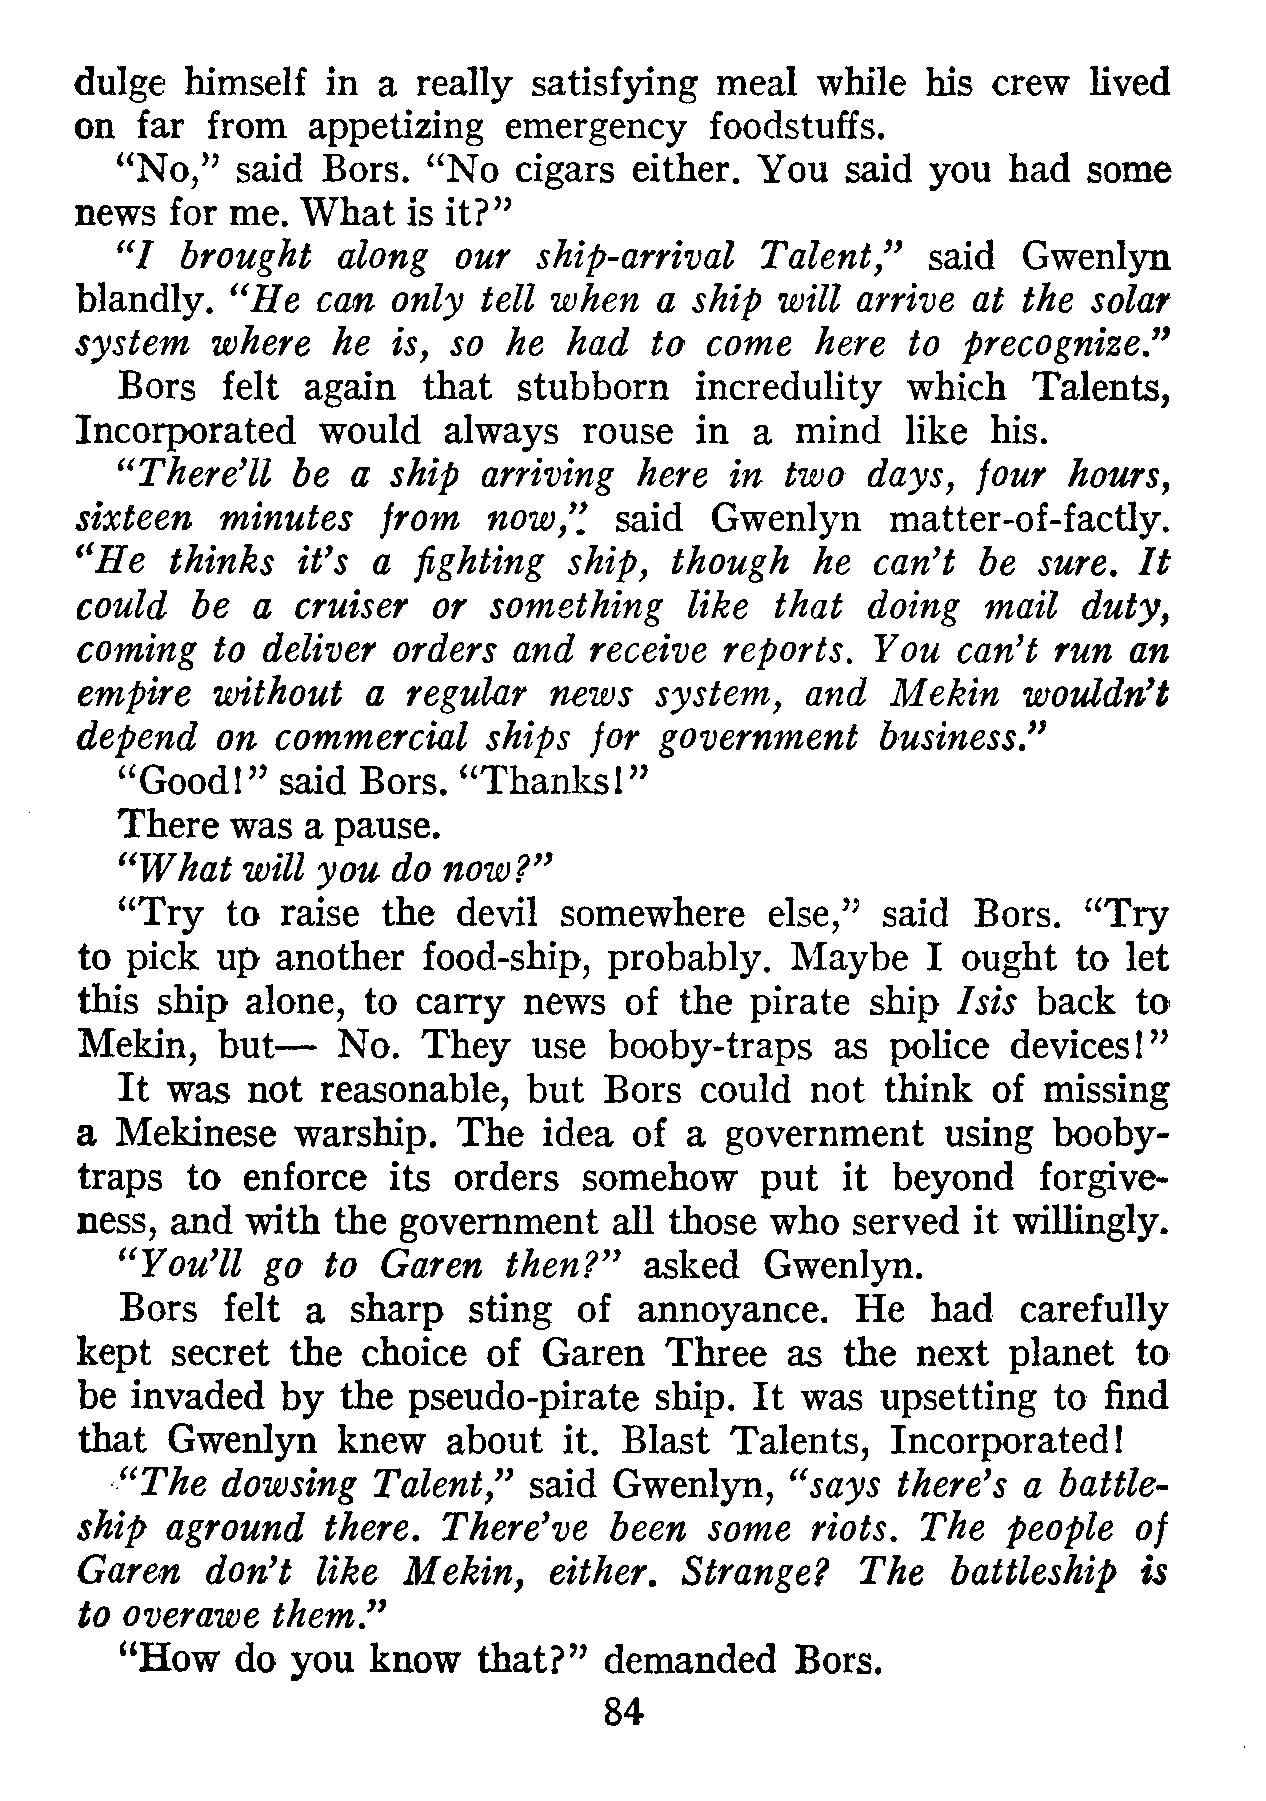 dulge himself in a really satisfying meal while his crew lived
on far from appetizing emergency foodstuffs.
“No,” said Bors. “No cigars either. You said you had some
news for me. What is it?”
“I brought along our ship-arrival Talent,” said Gwenlyn
blandly. “He can only tell when a ship will arrive at the solar
system where he is, so he had to come here to precognize.”
Bors felt again that stubborn incredulity which Talents,
Incorporated would always rouse in a mind like his.
“There’ll be a ship arriving here in two days, four hours,
sixteen minutes from now,” said Gwenlyn matter-of-factly.
“He thinks it’s a fighting ship, though he can’t be sure. It
could be a cruiser or something like that doing mail duty,
coming to deliver orders and receive reports. You can’t run an
empire without a regular news system, and Mekin wouldn’t
depend on commercial ships for government business.”
“Good!” said Bors. “Thanks!”
There was a pause.
“What will you do now?”
“Try to raise the devil somewhere else,” said Bors. “Try
to pick up another food-ship, probably. Maybe I ought to let
this ship alone, to carry news of the pirate ship Isis back to
Mekin, but— No. They use booby-traps as police devices!”
It was not reasonable, but Bors could not think of missing
a Mekinese warship. The idea of a government using booby-
traps to enforce its orders somehow put it beyond forgive-
ness, and with the government all those who served it willingly.
“You’ll go to Garen then?” asked Gwenlyn.
Bors felt a sharp sting of annoyance. He had carefully
kept secret the choice of Garen Three as the next planet to
be invaded by the pseudo-pirate ship. It was upsetting to find
that Gwenlyn knew about it. Blast Talents, Incorporated!
“The dowsing Talent,” said Gwenlyn, “says there’s a battle-
ship aground there. There’ve been some riots. The people of
Garen don’t like Mekin, either. Strange? The battleship is
to overawe them.”
“How do you know that?” demanded Bors.
84